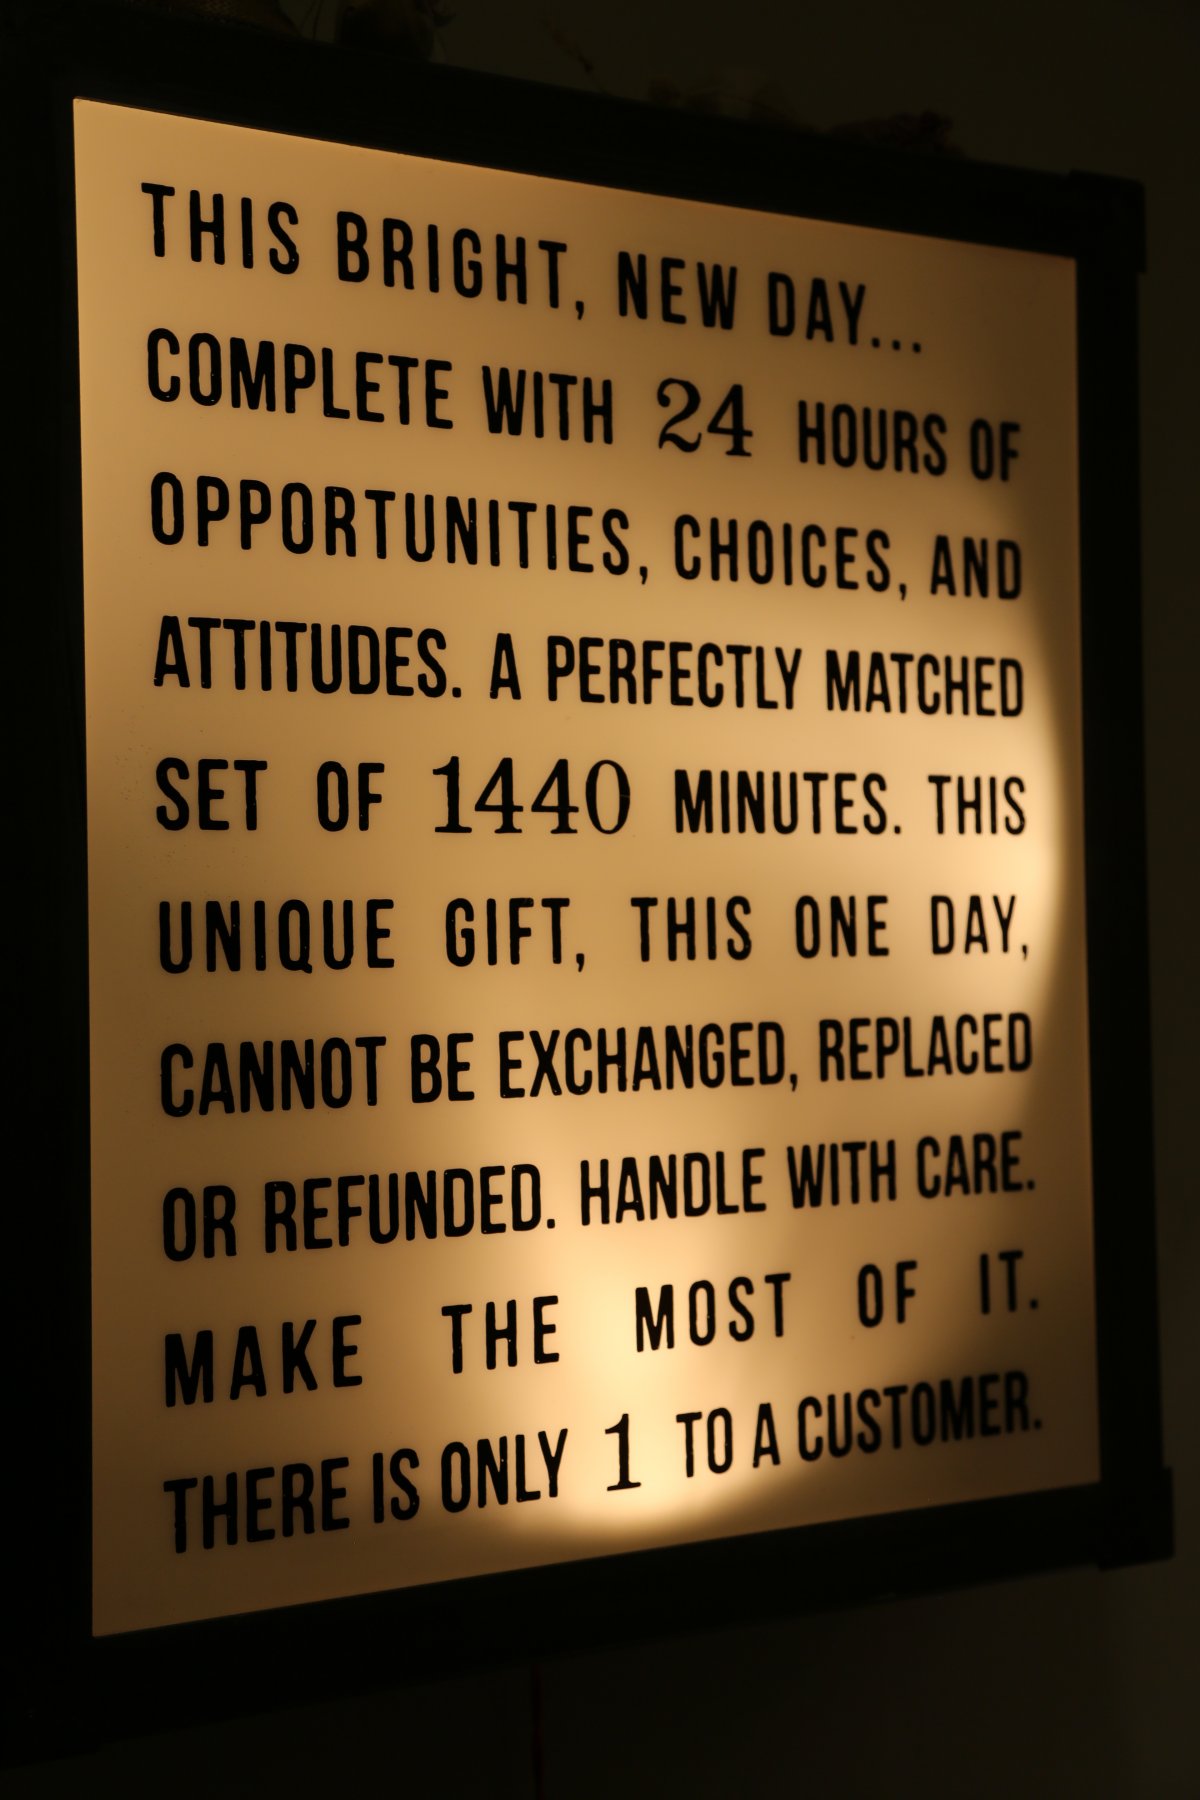 THIS BRIGHT, NEW DAY...
COMPLETE WITH 24 HOURS OF
OPPORTUNITIES, CHOICES, AND
ATTITUDES. A PERFECTLY MATCHED
SET OF 1440 MINUTES. THIS
UNIQUE GIFT, THIS ONE DAY,
CANNOT BE EXCHANGED, REPLACED
OR REFUNDED. HANDLE WITH CARE.
MAKE THE MOST OF IT.
THERE IS ONLY 1 TO A CUSTOMER.